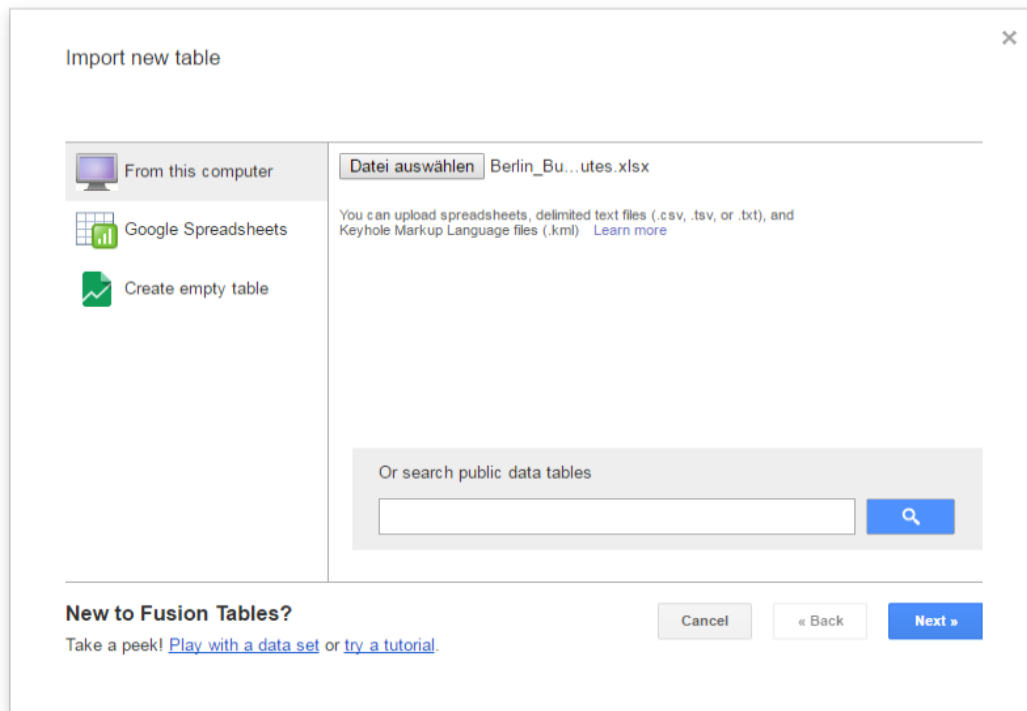 ×
Import new table
From this computer
Google Spreadsheets
Create empty table
Datei auswählen Berlin_Bu...utes.xlsx
You can upload spreadsheets, delimited text files (.csv, .tsv, or .txt), and
Keyhole Markup Language files (.kml) Learn more
Or search public data tables
New to Fusion Tables?
Take a peek! Play with a data set or try a tutorial.
Cancel
« Back
Next »